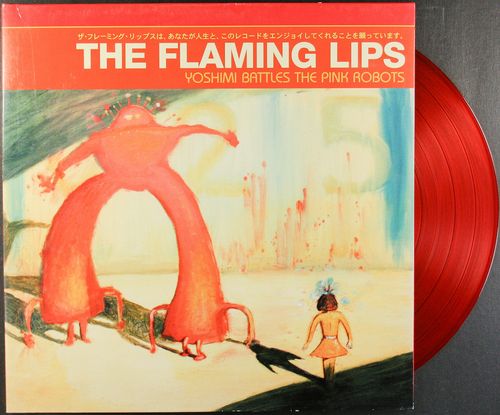 ザ・フレーミング・リップスは、あなたが人生と、このレコードをエンジョイしてくれることを願っています。
THE FLAMING LIPS
YOSHIMI BATTLES THE PINK ROBOTS
25